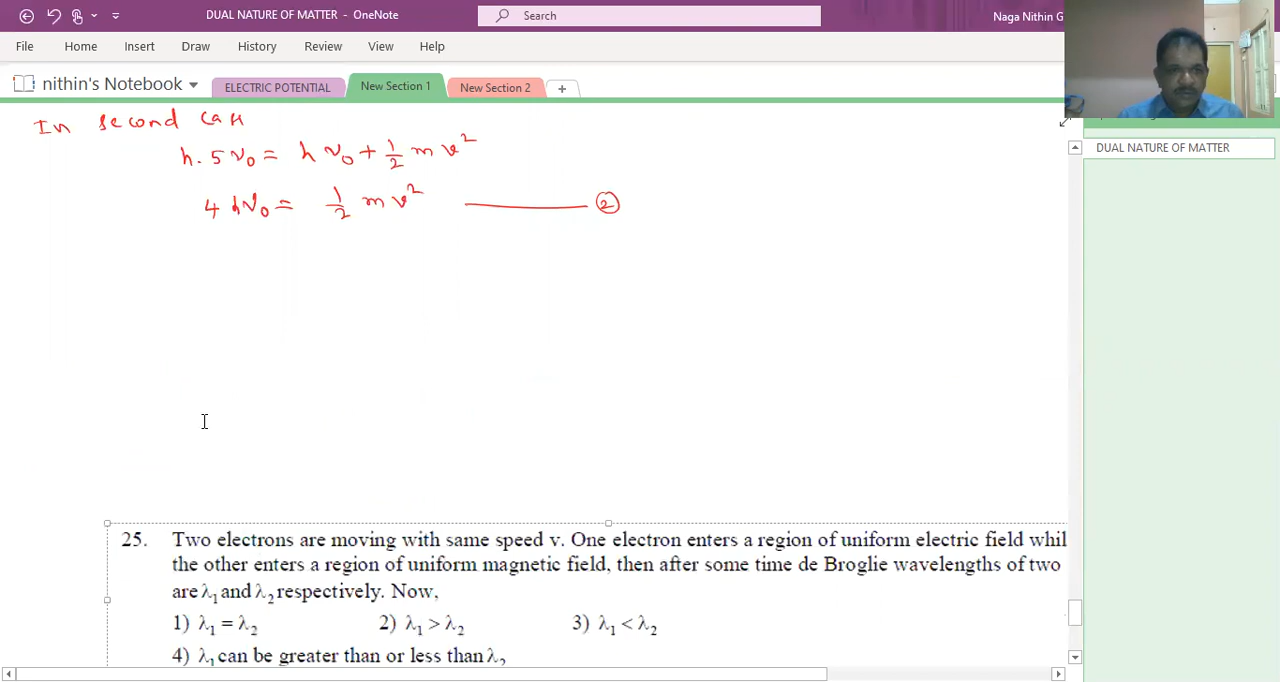 DUAL NATURE OF MATTER - OneNote
Search
Naga Nithin G
File Home Insert Draw History Review View Help
nithin's Notebook ELECTRIC POTENTIAL New Section 1 New Section 2 +
DUAL NATURE OF MATTER
In second case
h. 5ν₀ = hν₀ + ½ mv²
4hν₀ = ½ mv² ——— ②
25. Two electrons are moving with same speed v. One electron enters a region of uniform electric field whil
the other enters a region of uniform magnetic field, then after some time de Broglie wavelengths of two
are λ₁ and λ₂ respectively. Now,
1) λ₁ = λ₂ 2) λ₁ > λ₂ 3) λ₁ < λ₂
4) λ₁ can be greater than or less than λ₂